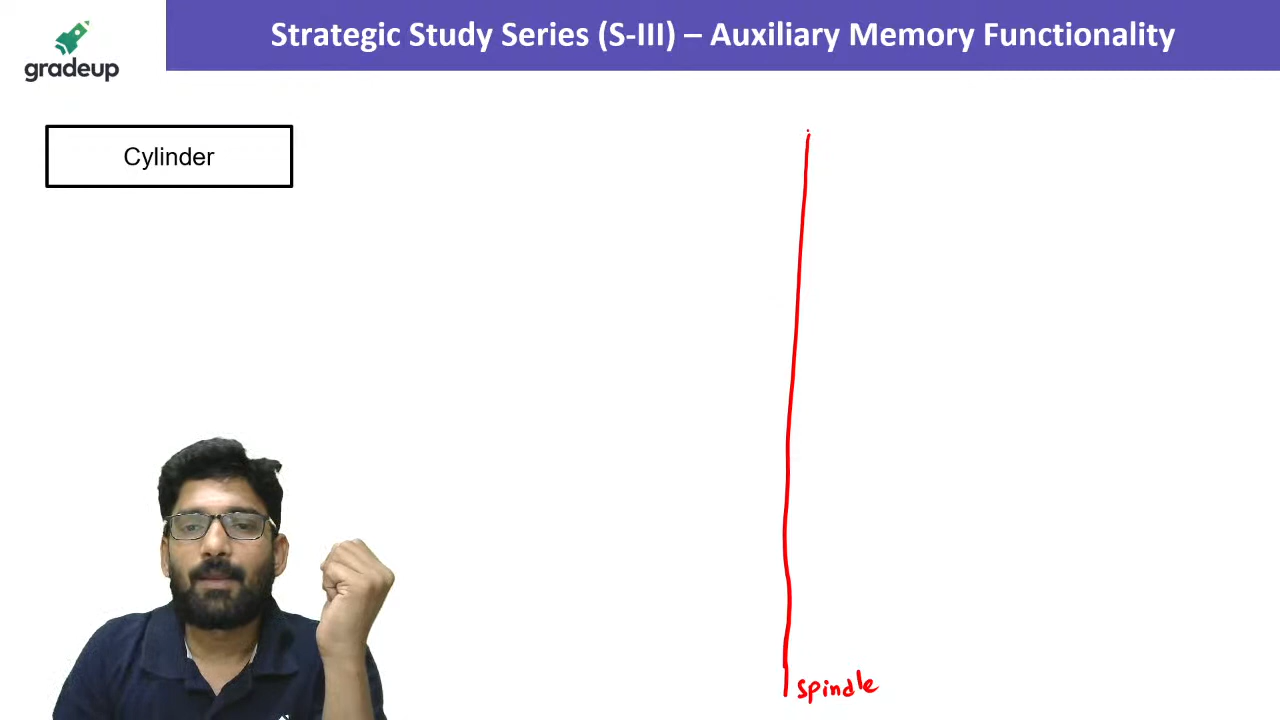 Strategic Study Series (S-III) – Auxiliary Memory Functionality
gradeup
Cylinder
spindle